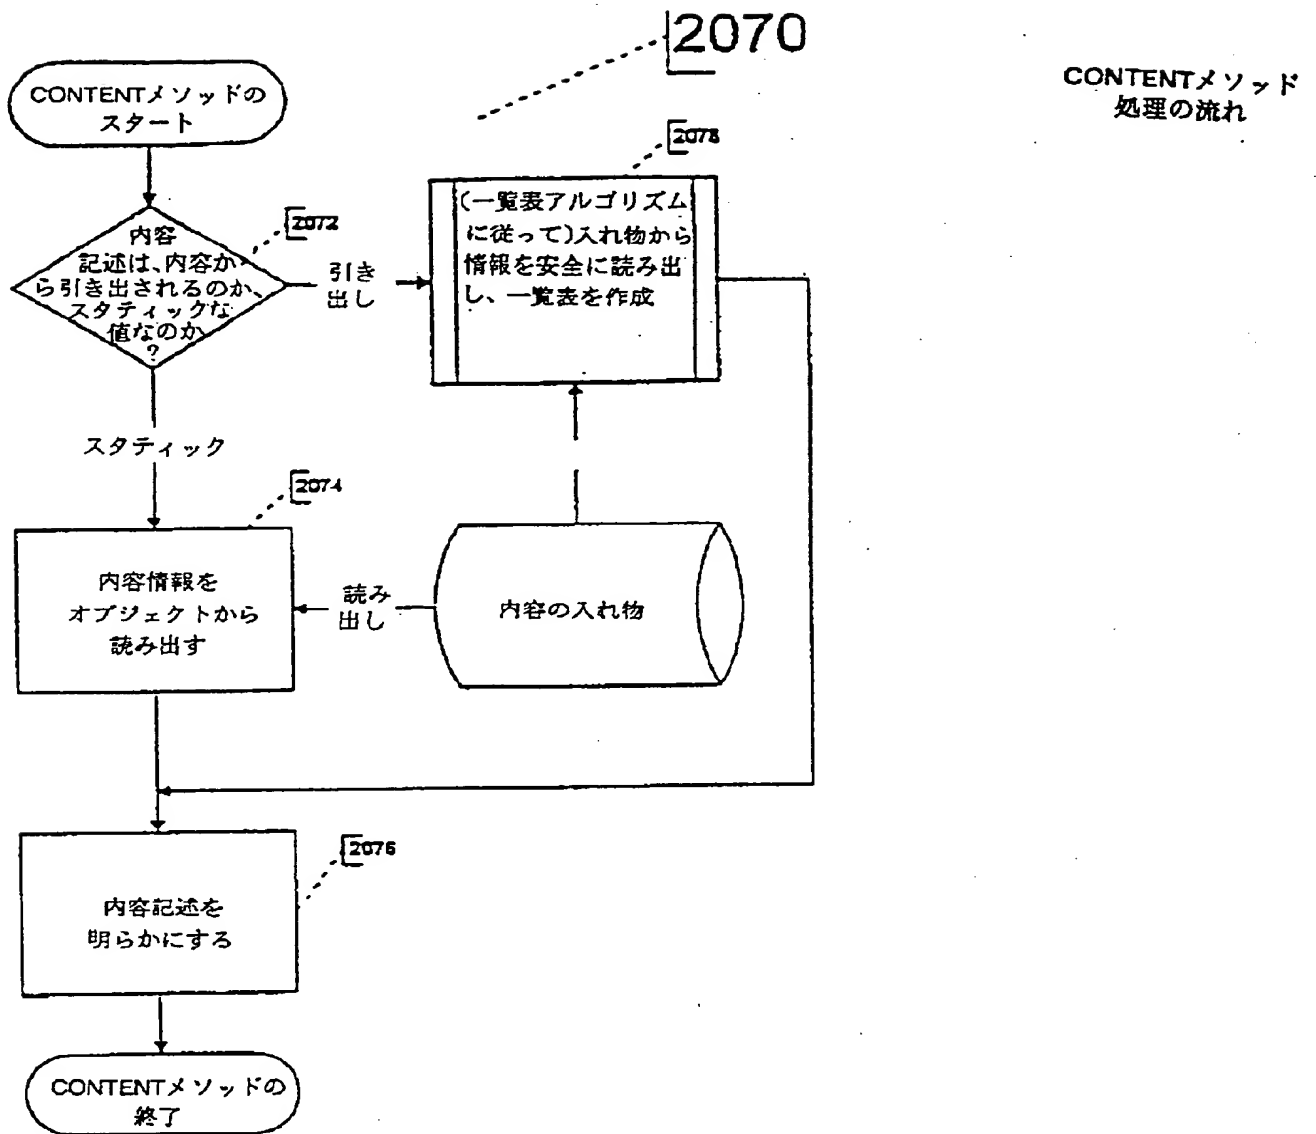 2070
CONTENTメソッド
処理の流れ
CONTENTメソッドの
スタート
2078
(一覧表アルゴリズム
に従って)入れ物から
情報を安全に読み出
し、一覧表を作成
2072
内容
記述は、内容か
ら引き出されるのか、
スタティックな
値なのか
?
引き
出し
スタティック
2074
内容情報を
オブジェクトから
読み出す
読み
出し
内容の入れ物
2076
内容記述を
明らかにする
CONTENTメソッドの
終了